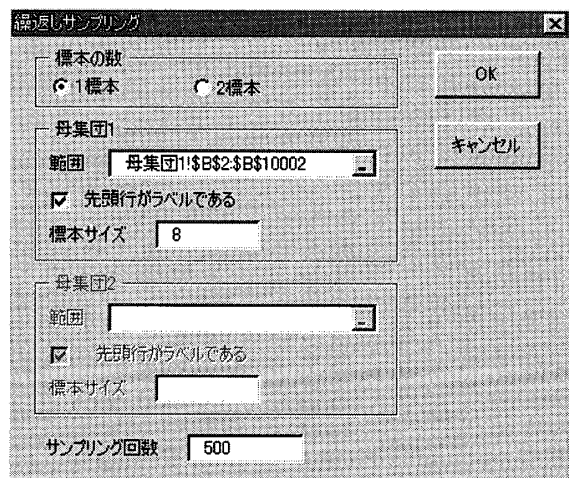 繰返しサンプリング
標本の数
1標本 2標本
OK
キャンセル
母集団1
範囲 母集団1!$B$2:$B$10002
先頭行がラベルである
標本サイズ 8
母集団2
範囲
先頭行がラベルである
標本サイズ
サンプリング回数 500